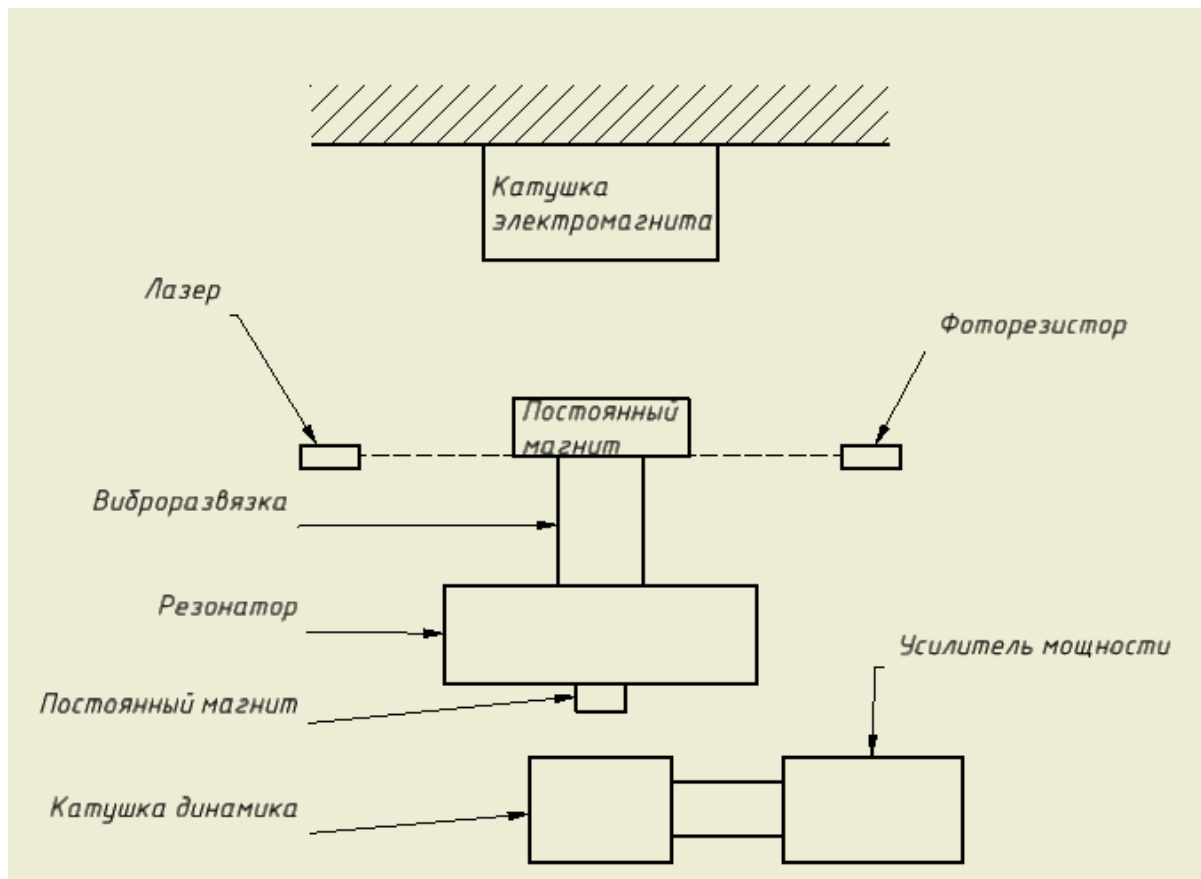 Катушка
электромагнита
Лазер
Фоторезистор
Постоянный
магнит
Виброразвязка
Резонатор
Усилитель мощности
Постоянный магнит
Катушка динамика